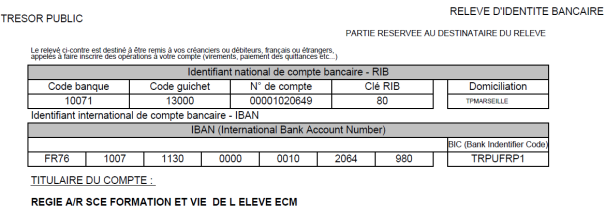 RELEVE D'IDENTITE BANCAIRE
TRESOR PUBLIC
PARTIE RESERVEE AU DESTINATAIRE DU RELEVE
Le relevé ci-contre est destiné à être remis à vos créanciers ou débiteurs, français ou étrangers,
appelés à faire inscrire des opérations à votre compte (virements, paiement des quittances etc...)
Identifiant national de compte bancaire - RIB
Code banque Code guichet N° de compte Clé RIB Domiciliation
10071 13000 00001020649 80 TPMARSEILLE
Identifiant international de compte bancaire - IBAN
IBAN (International Bank Account Number)
BIC (Bank Indentifier Code)
FR76 1007 1130 0000 0010 2064 980 TRPUFRP1
TITULAIRE DU COMPTE :
REGIE A/R SCE FORMATION ET VIE DE L ELEVE ECM